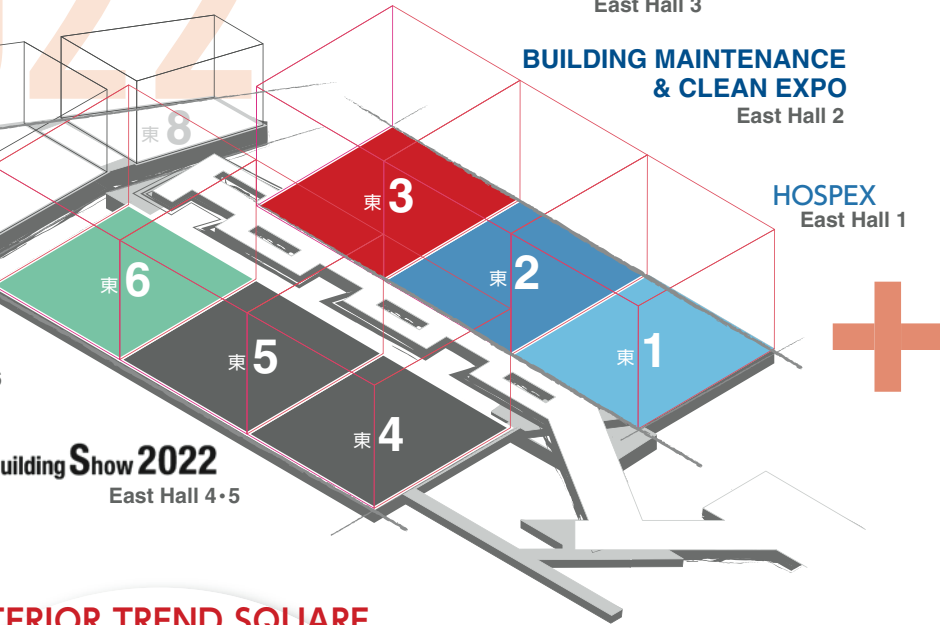 East Hall 3
BUILDING MAINTENANCE
& CLEAN EXPO
East Hall 2
HOSPEX
East Hall 1
東 8
東 3
東 2
東 1
東 6
東 5
東 4
uilding Show 2022
East Hall 4・5
TERIOR TREND SQUARE